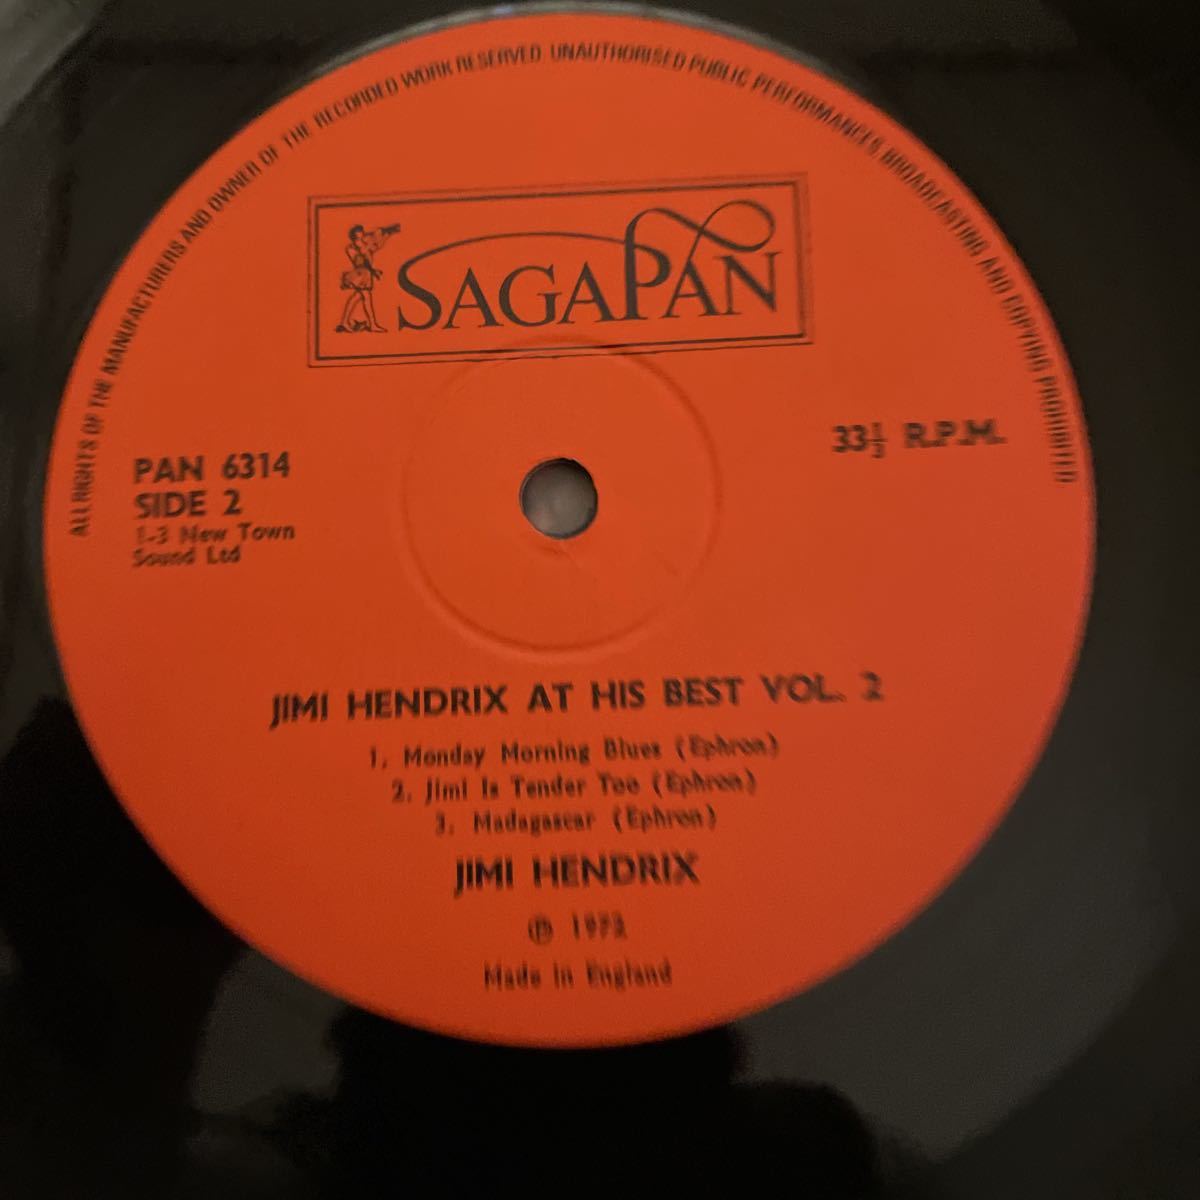 ALL RIGHTS OF THE MANUFACTURERS AND OWNER OF THE RECORDED WORK RESERVED UNAUTHORISED PUBLIC PERFORMANCES BROADCASTING AND COPYING PROHIBITED
SAGAPAN
PAN 6314
SIDE 2
1-3 New Town
Sound Ltd
33⅓ R.P.M.
JIMI HENDRIX AT HIS BEST VOL. 2
1. Monday Morning Blues (Ephron)
2. Jimi Is Tender Too (Ephron)
3. Madagascar (Ephron)
JIMI HENDRIX
℗ 1972
Made in England